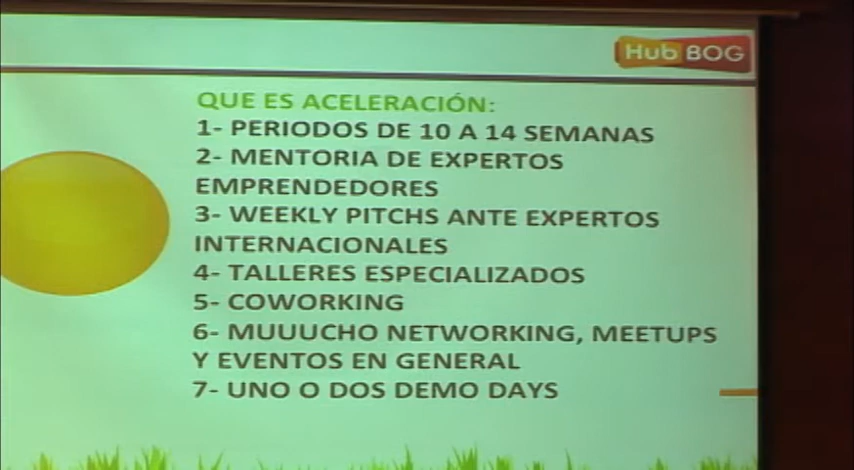 Hub BOG
QUE ES ACELERACIÓN:
1- PERIODOS DE 10 A 14 SEMANAS
2- MENTORIA DE EXPERTOS
EMPRENDEDORES
3- WEEKLY PITCHS ANTE EXPERTOS
INTERNACIONALES
4- TALLERES ESPECIALIZADOS
5- COWORKING
6- MUUUCHO NETWORKING, MEETUPS
Y EVENTOS EN GENERAL
7- UNO O DOS DEMO DAYS